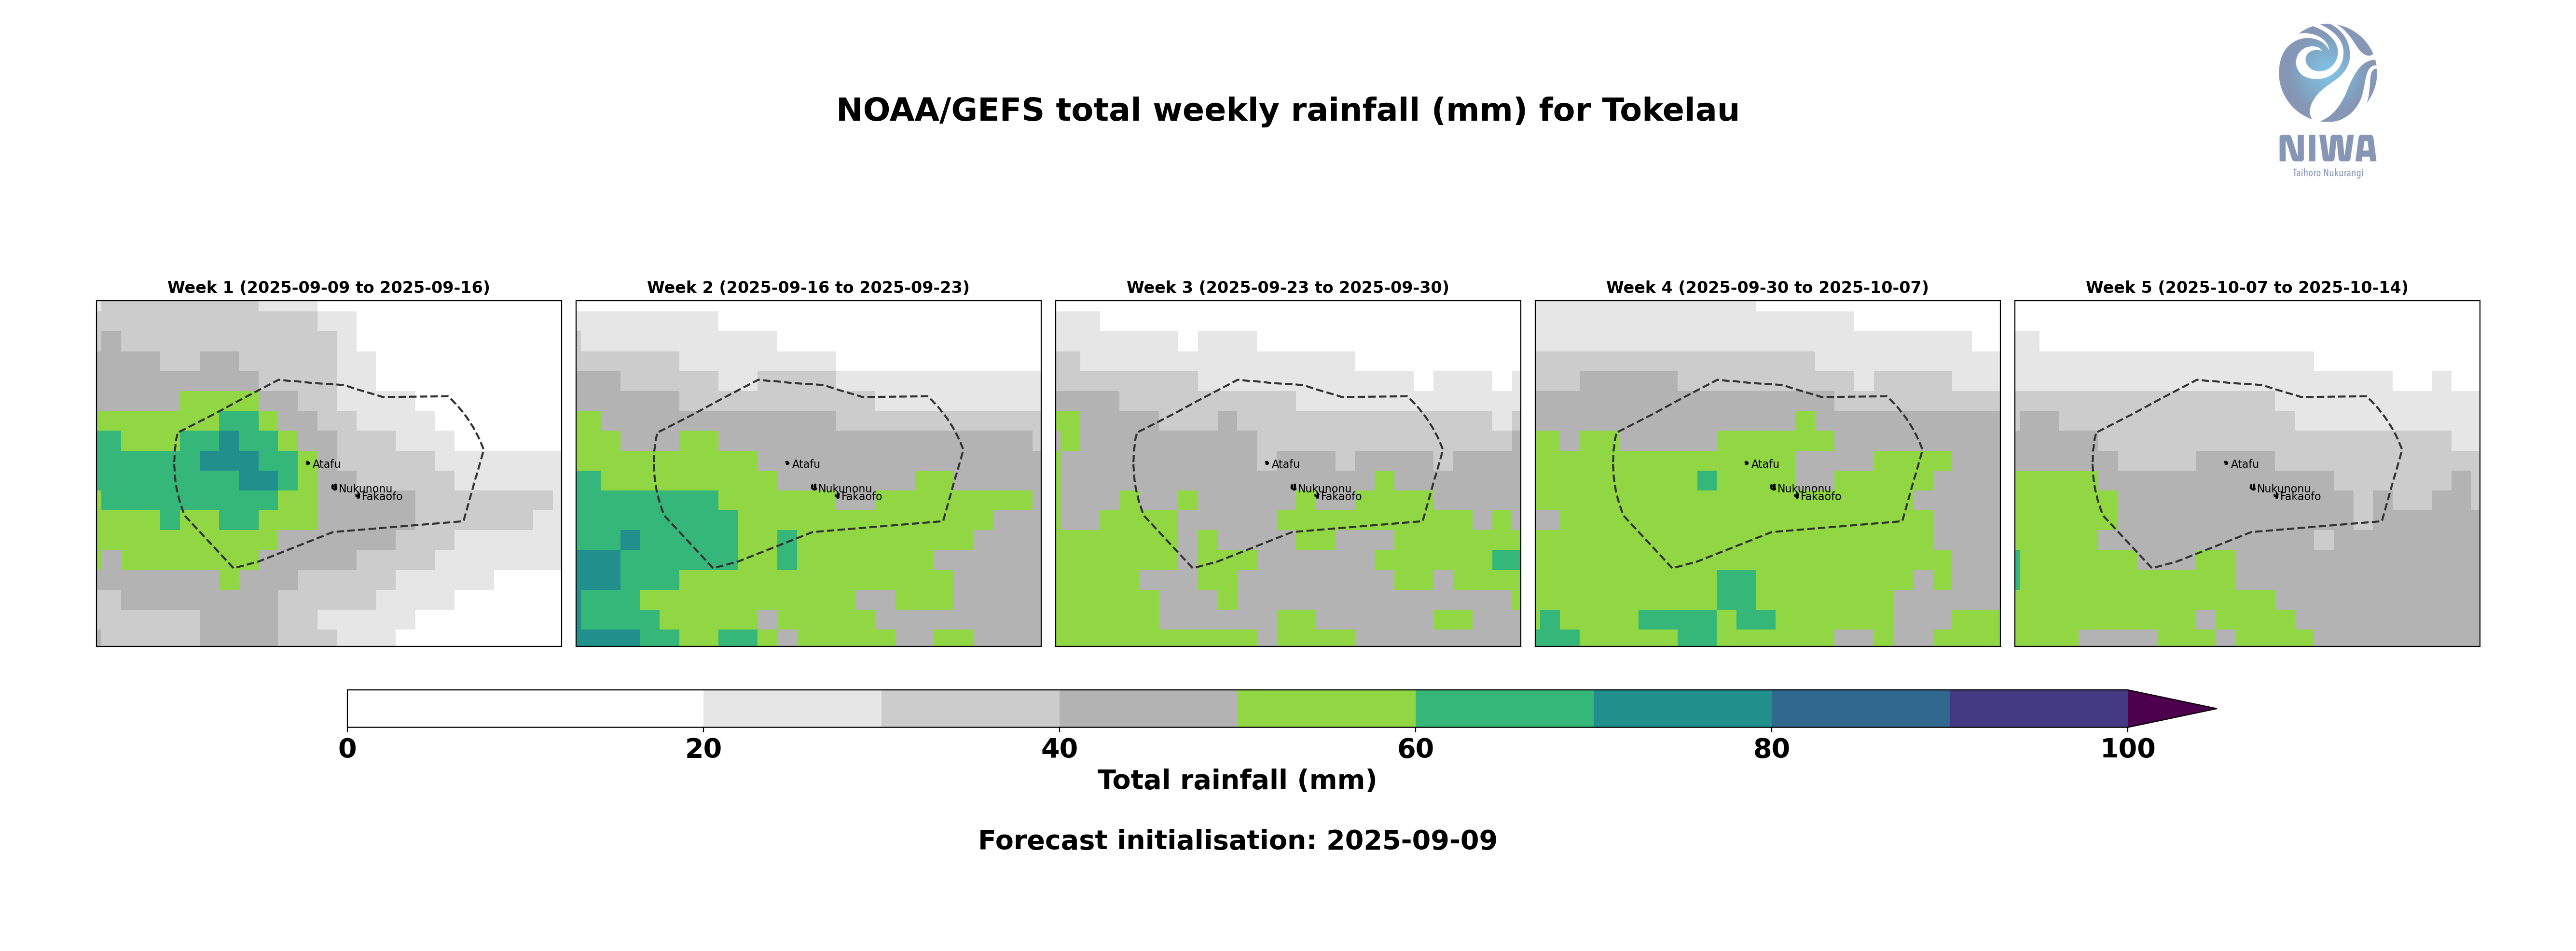 NOAA/GEFS total weekly rainfall (mm) for Tokelau
NIWA
Taihoro Nukurangi
Week 1 (2025-09-09 to 2025-09-16)
Atafu
Nukunonu
Fakaofo
Week 2 (2025-09-16 to 2025-09-23)
Atafu
Nukunonu
Fakaofo
Week 3 (2025-09-23 to 2025-09-30)
Atafu
Nukunonu
Fakaofo
Week 4 (2025-09-30 to 2025-10-07)
Atafu
Nukunonu
Fakaofo
Week 5 (2025-10-07 to 2025-10-14)
Atafu
Nukunonu
Fakaofo
0 20 40 60 80 100
Total rainfall (mm)
Forecast initialisation: 2025-09-09